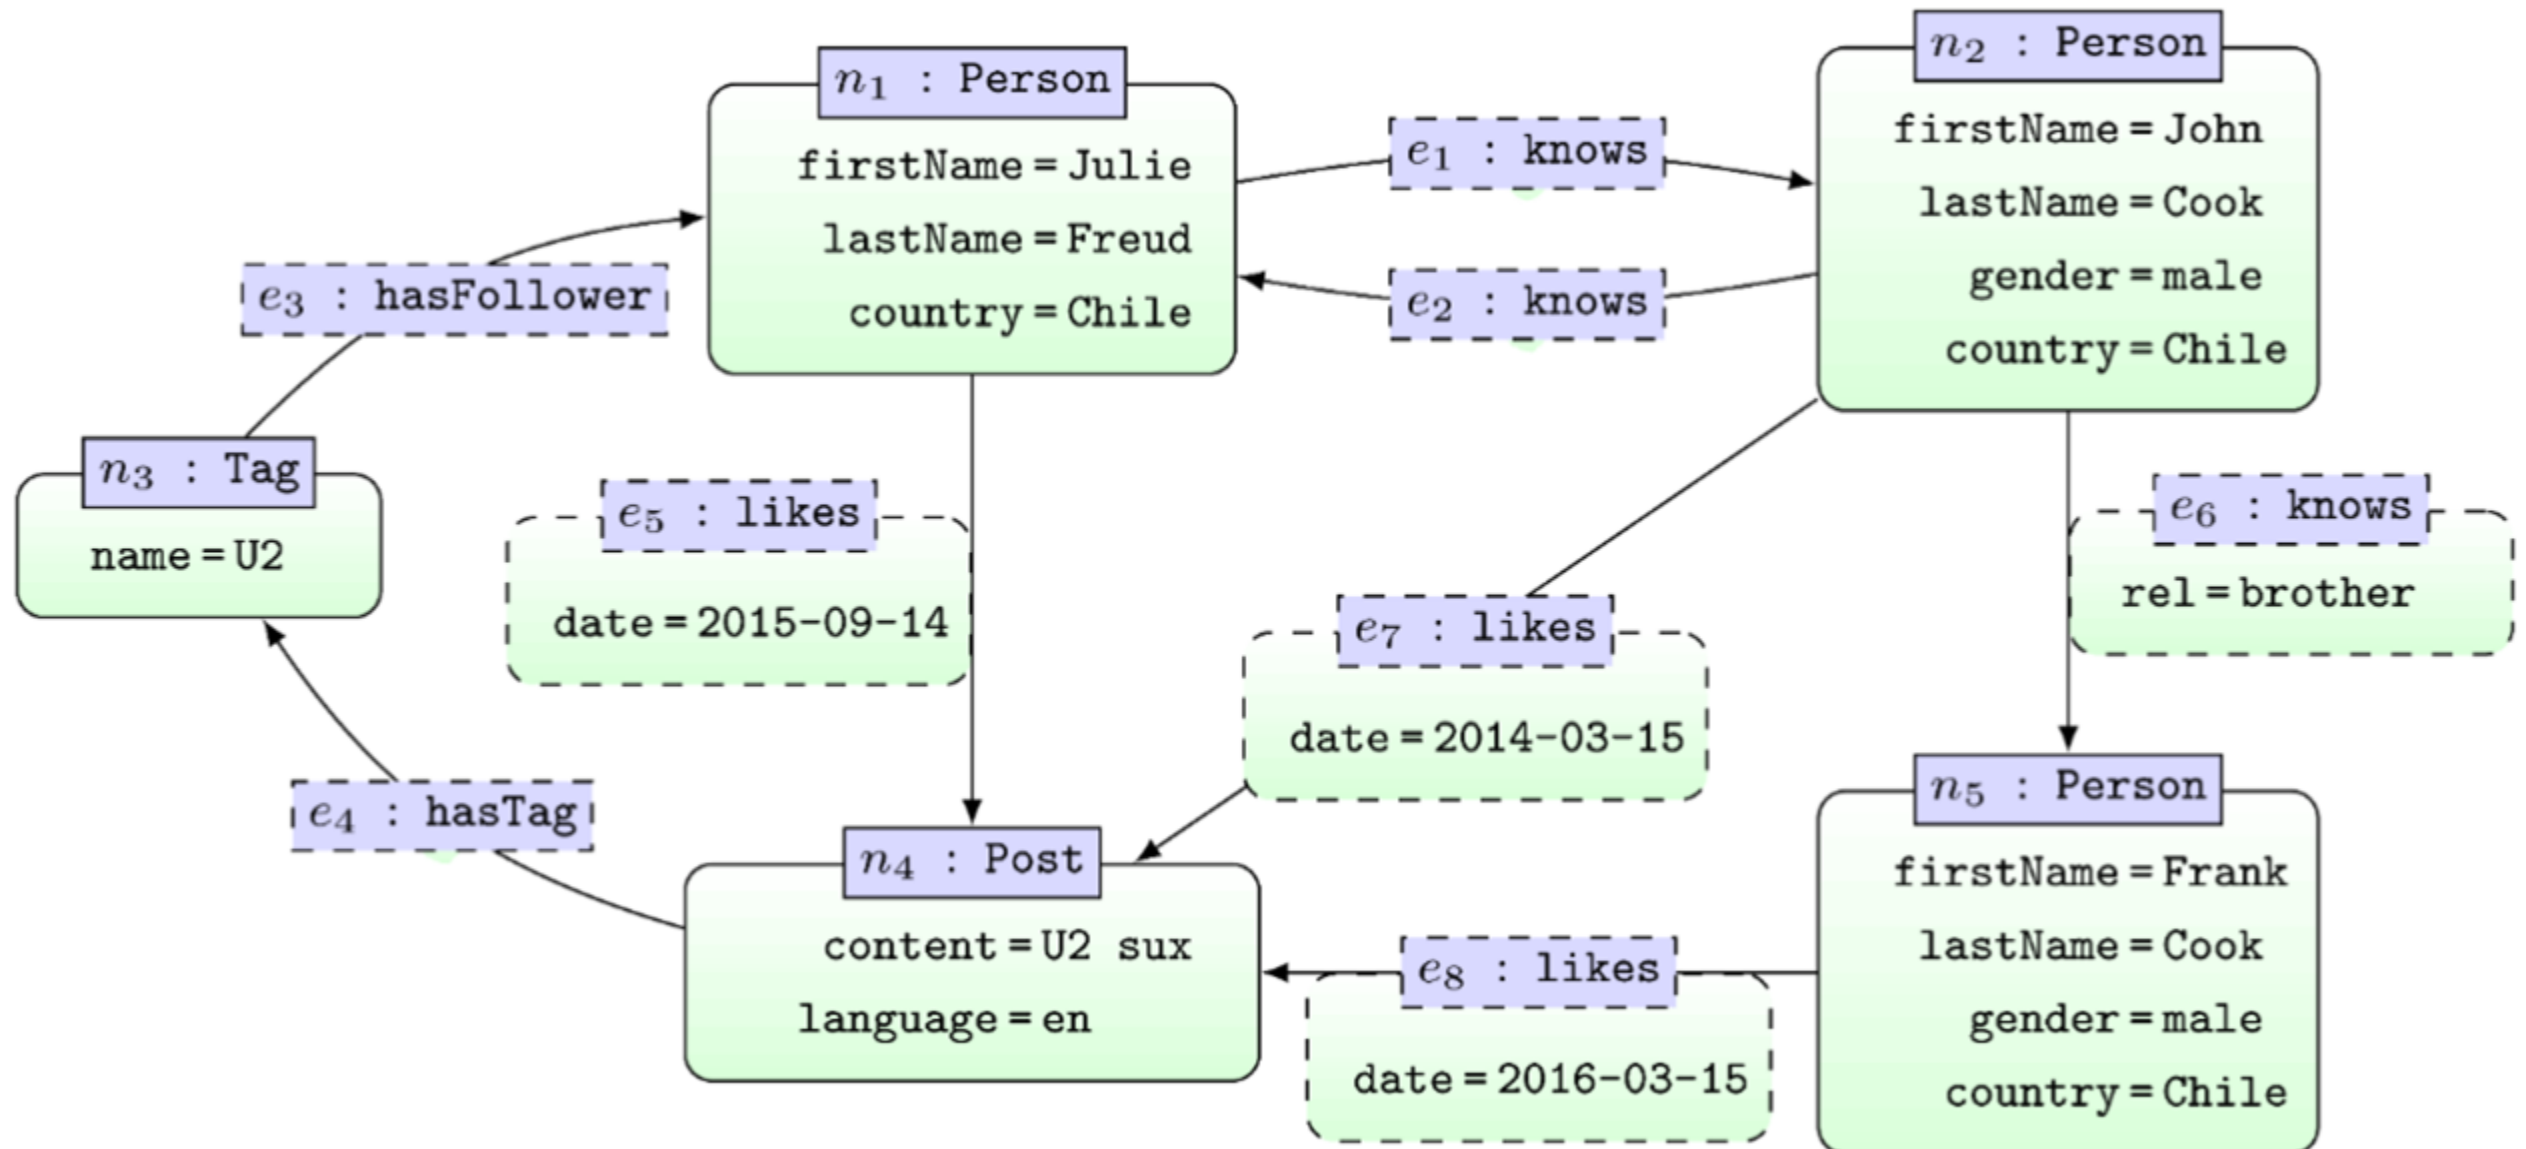 n1 : Person
firstName = Julie
lastName = Freud
country = Chile
e1 : knows
e2 : knows
n2 : Person
firstName = John
lastName = Cook
gender = male
country = Chile
e3 : hasFollower
n3 : Tag
name = U2
e5 : likes
date = 2015-09-14
e7 : likes
date = 2014-03-15
e6 : knows
rel = brother
e4 : hasTag
n4 : Post
content = U2 sux
language = en
e8 : likes
date = 2016-03-15
n5 : Person
firstName = Frank
lastName = Cook
gender = male
country = Chile